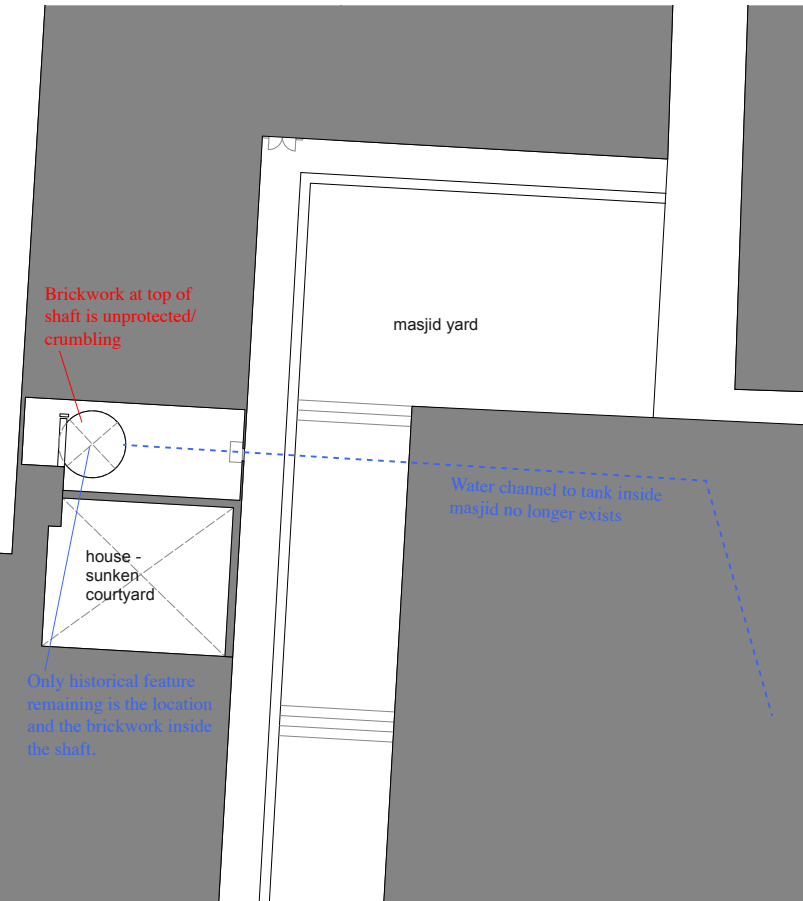 Brickwork at top of
shaft is unprotected/
crumbling
masjid yard
Water channel to tank inside
masjid no longer exists
house -
sunken
courtyard
Only historical feature
remaining is the location
and the brickwork inside
the shaft.